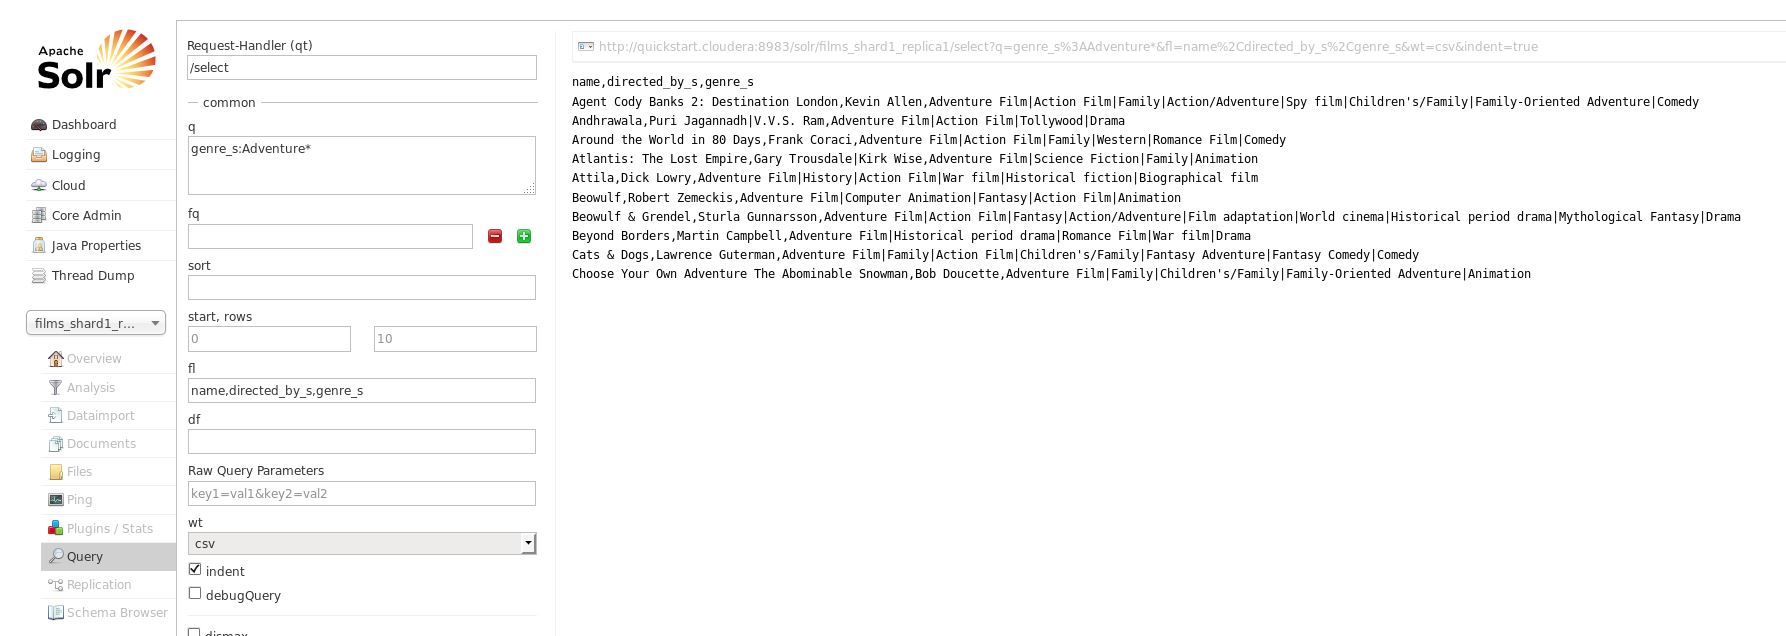 Apache
Solr
Dashboard
Logging
Cloud
Core Admin
Java Properties
Thread Dump
films_shard1_r...
Overview
Analysis
Dataimport
Documents
Files
Ping
Plugins / Stats
Query
Replication
Schema Browser
Request-Handler (qt)
/select
common
q
genre_s:Adventure*
fq
sort
start, rows
0 10
fl
name,directed_by_s,genre_s
df
Raw Query Parameters
key1=val1&key2=val2
wt
csv
indent
debugQuery
dismax
http://quickstart.cloudera:8983/solr/films_shard1_replica1/select?q=genre_s%3AAdventure*&fl=name%2Cdirected_by_s%2Cgenre_s&wt=csv&indent=true
name,directed_by_s,genre_s
Agent Cody Banks 2: Destination London,Kevin Allen,Adventure Film|Action Film|Family|Action/Adventure|Spy film|Children's/Family|Family-Oriented Adventure|Comedy
Andhrawala,Puri Jagannadh|V.V.S. Ram,Adventure Film|Action Film|Tollywood|Drama
Around the World in 80 Days,Frank Coraci,Adventure Film|Action Film|Family|Western|Romance Film|Comedy
Atlantis: The Lost Empire,Gary Trousdale|Kirk Wise,Adventure Film|Science Fiction|Family|Animation
Attila,Dick Lowry,Adventure Film|History|Action Film|War film|Historical fiction|Biographical film
Beowulf,Robert Zemeckis,Adventure Film|Computer Animation|Fantasy|Action Film|Animation
Beowulf & Grendel,Sturla Gunnarsson,Adventure Film|Action Film|Fantasy|Action/Adventure|Film adaptation|World cinema|Historical period drama|Mythological Fantasy|Drama
Beyond Borders,Martin Campbell,Adventure Film|Historical period drama|Romance Film|War film|Drama
Cats & Dogs,Lawrence Guterman,Adventure Film|Family|Action Film|Children's/Family|Fantasy Adventure|Fantasy Comedy|Comedy
Choose Your Own Adventure The Abominable Snowman,Bob Doucette,Adventure Film|Family|Children's/Family|Family-Oriented Adventure|Animation